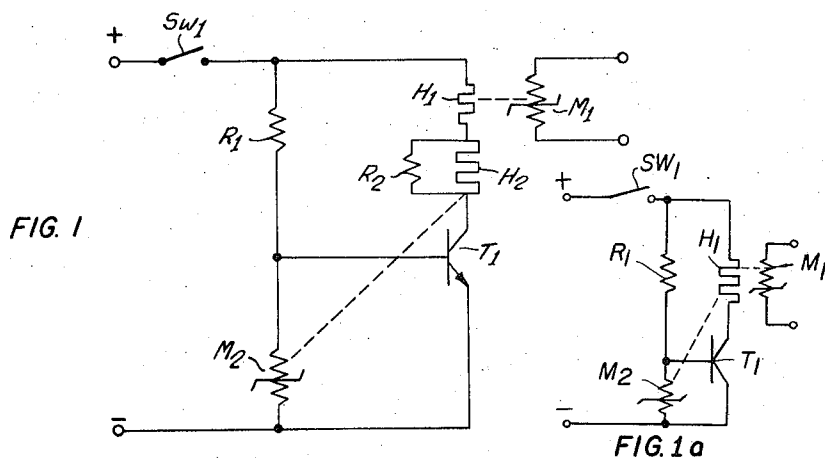 SW1
+
H1
M1
R1
R2
H2
FIG. 1
T1
M2
−
+
SW1
H1
R1
M1
M2
T1
−
FIG. 1a